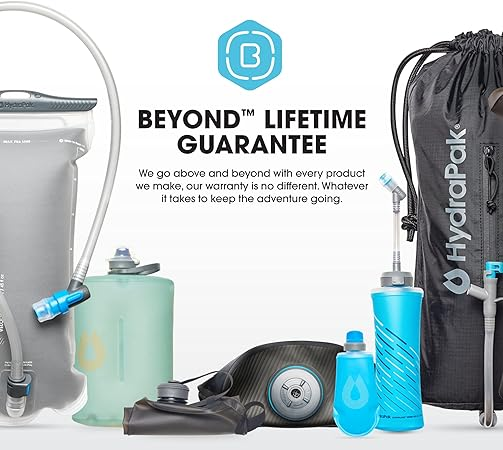 B
HydraPak®
BEYOND™ LIFETIME
GUARANTEE
We go above and beyond with every product
we make, our warranty is no different. Whatever
it takes to keep the adventure going.
HydraPak®